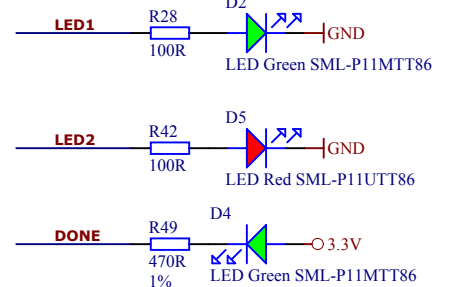 D2
LED1
R28
GND
100R
LED Green SML-P11MTT86
D5
LED2
R42
GND
100R
LED Red SML-P11UTT86
D4
DONE
R49
3.3V
470R
LED Green SML-P11MTT86
1%